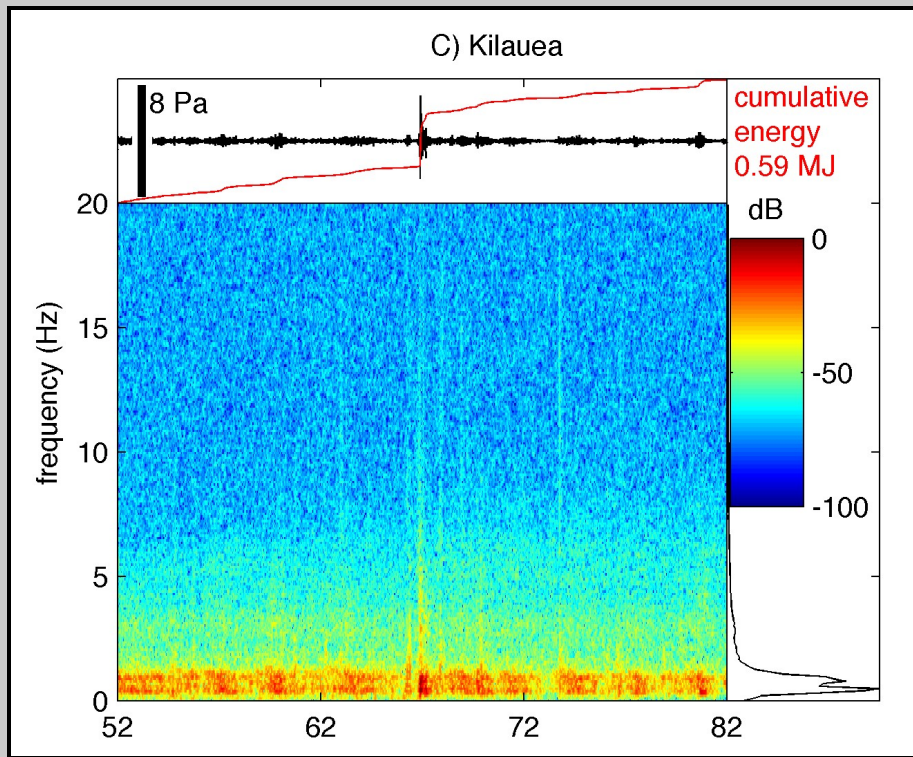 C) Kilauea
8 Pa
cumulative
energy
0.59 MJ
dB
0
-50
-100
frequency (Hz)
20
15
10
5
0
52
62
72
82